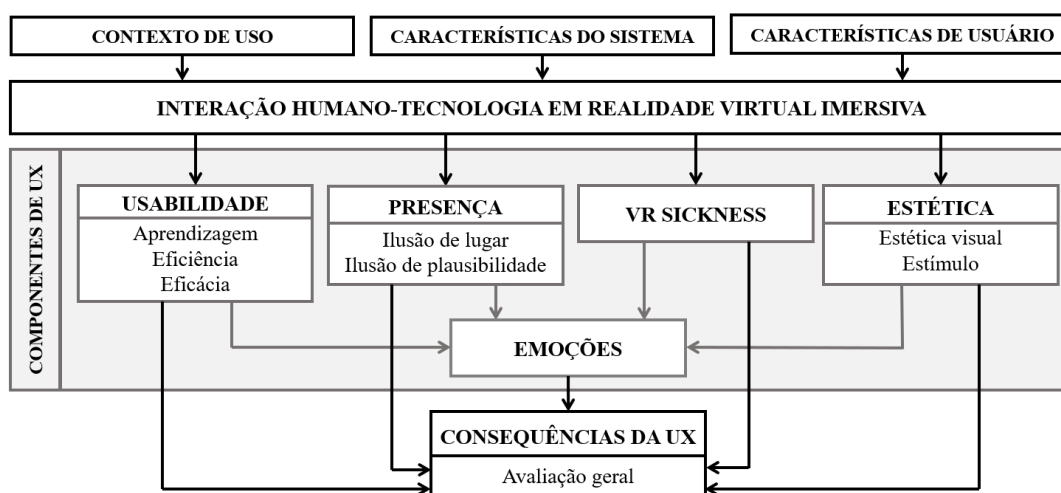 CONTEXTO DE USO
CARACTERÍSTICAS DO SISTEMA
CARACTERÍSTICAS DE USUÁRIO
INTERAÇÃO HUMANO-TECNOLOGIA EM REALIDADE VIRTUAL IMERSIVA
COMPONENTES DE UX
USABILIDADE
Aprendizagem
Eficiência
Eficácia
PRESENÇA
Ilusão de lugar
Ilusão de plausibilidade
VR SICKNESS
ESTÉTICA
Estética visual
Estímulo
EMOÇÕES
CONSEQUÊNCIAS DA UX
Avaliação geral